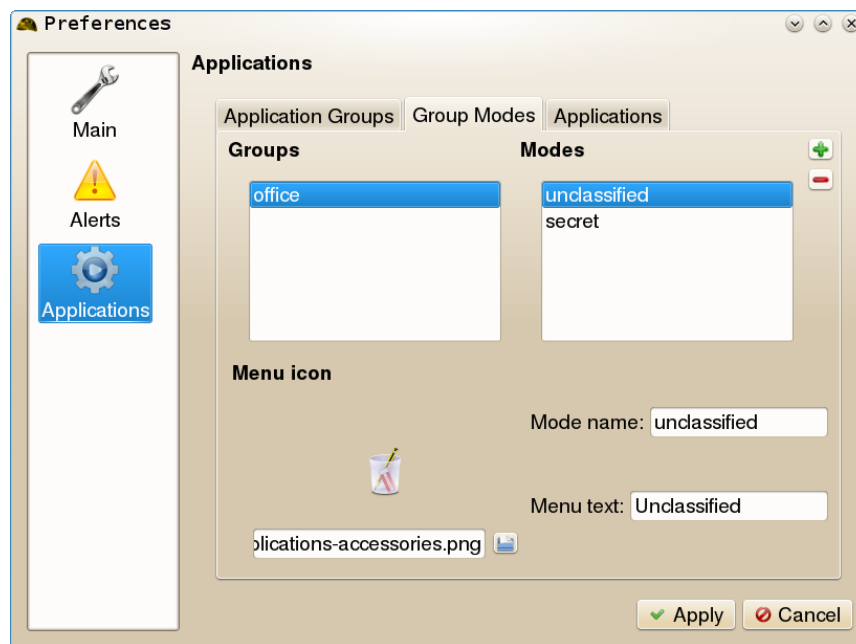 Preferences
Main
Alerts
Applications
Applications
Application Groups
Group Modes
Applications
Groups
Modes
office
unclassified
secret
Menu icon
Mode name: unclassified
Menu text: Unclassified
plications-accessories.png
Apply
Cancel